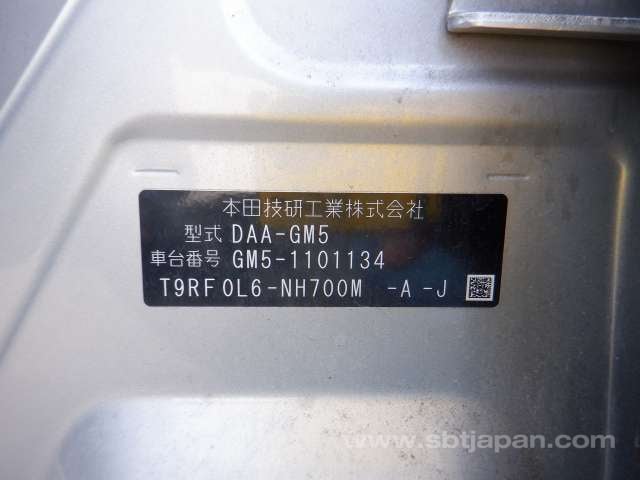 本田技研工業株式会社
型式 DAA-GM5
車台番号 GM5-1101134
T9RF0L6-NH700M -A -J
www.sbtjapan.com